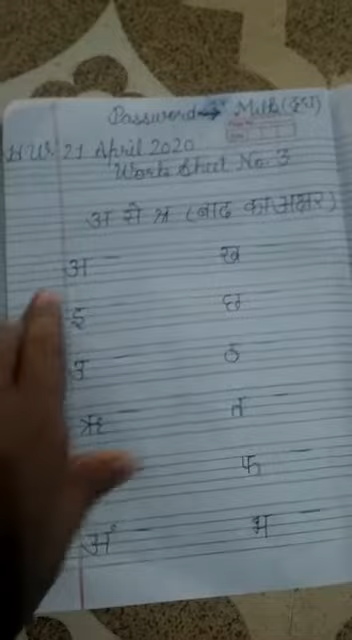 Password → Milk (दूध)
H.W. 21 April 2020
Work Sheet No. 3
अ से श्र (बाद का अक्षर)
अ — ख —
इ — छ —
उ — ठ —
ऋ — त —
फ —
अं — भ —